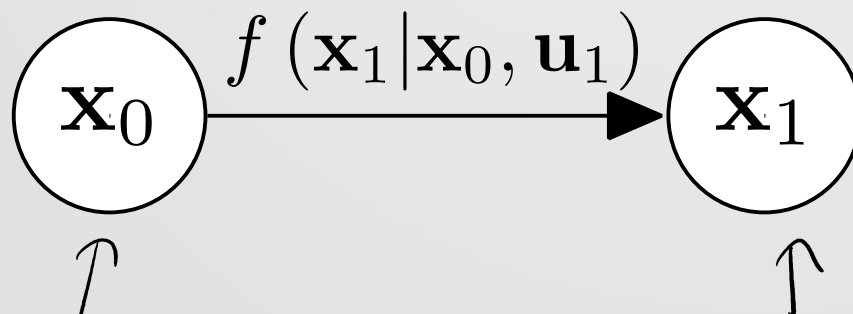 f (x₁|x₀, u₁)
x₀ x₁